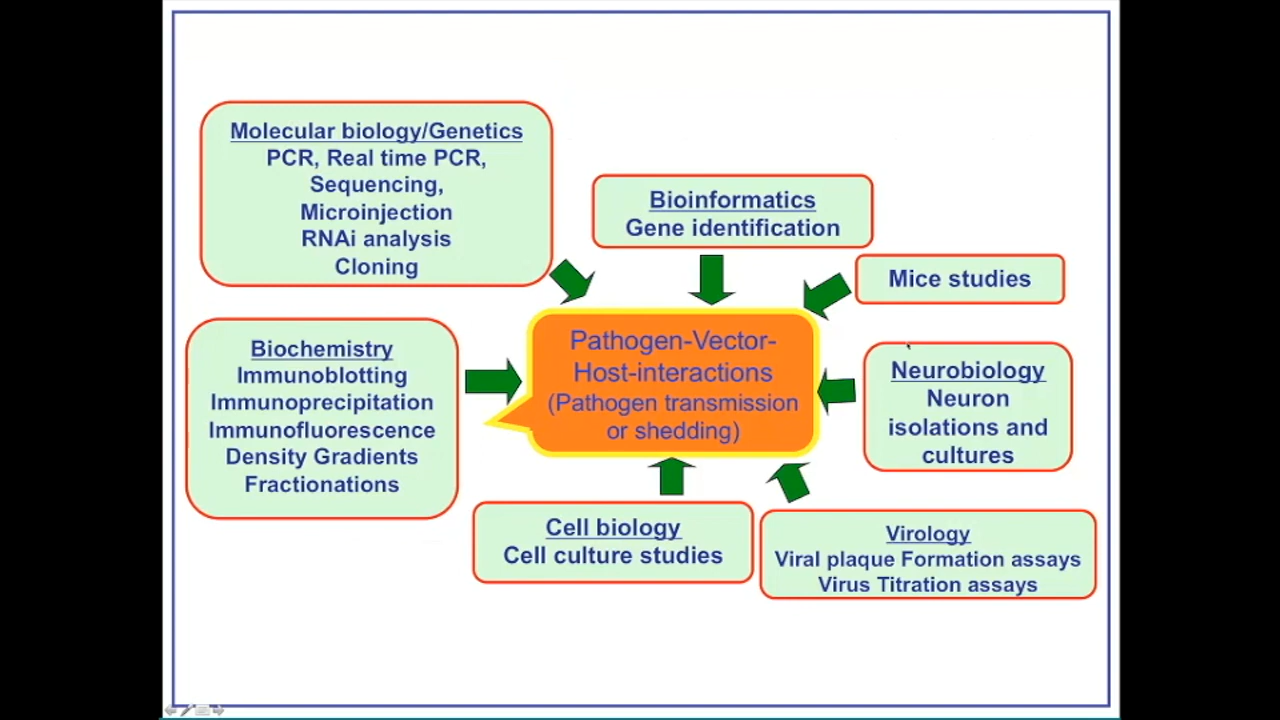 Molecular biology/Genetics
PCR, Real time PCR,
Sequencing,
Microinjection
RNAi analysis
Cloning
Bioinformatics
Gene identification
Mice studies
Biochemistry
Immunoblotting
Immunoprecipitation
Immunofluorescence
Density Gradients
Fractionations
Pathogen-Vector-
Host-interactions
(Pathogen transmission
or shedding)
Neurobiology
Neuron
isolations and
cultures
Cell biology
Cell culture studies
Virology
Viral plaque Formation assays
Virus Titration assays